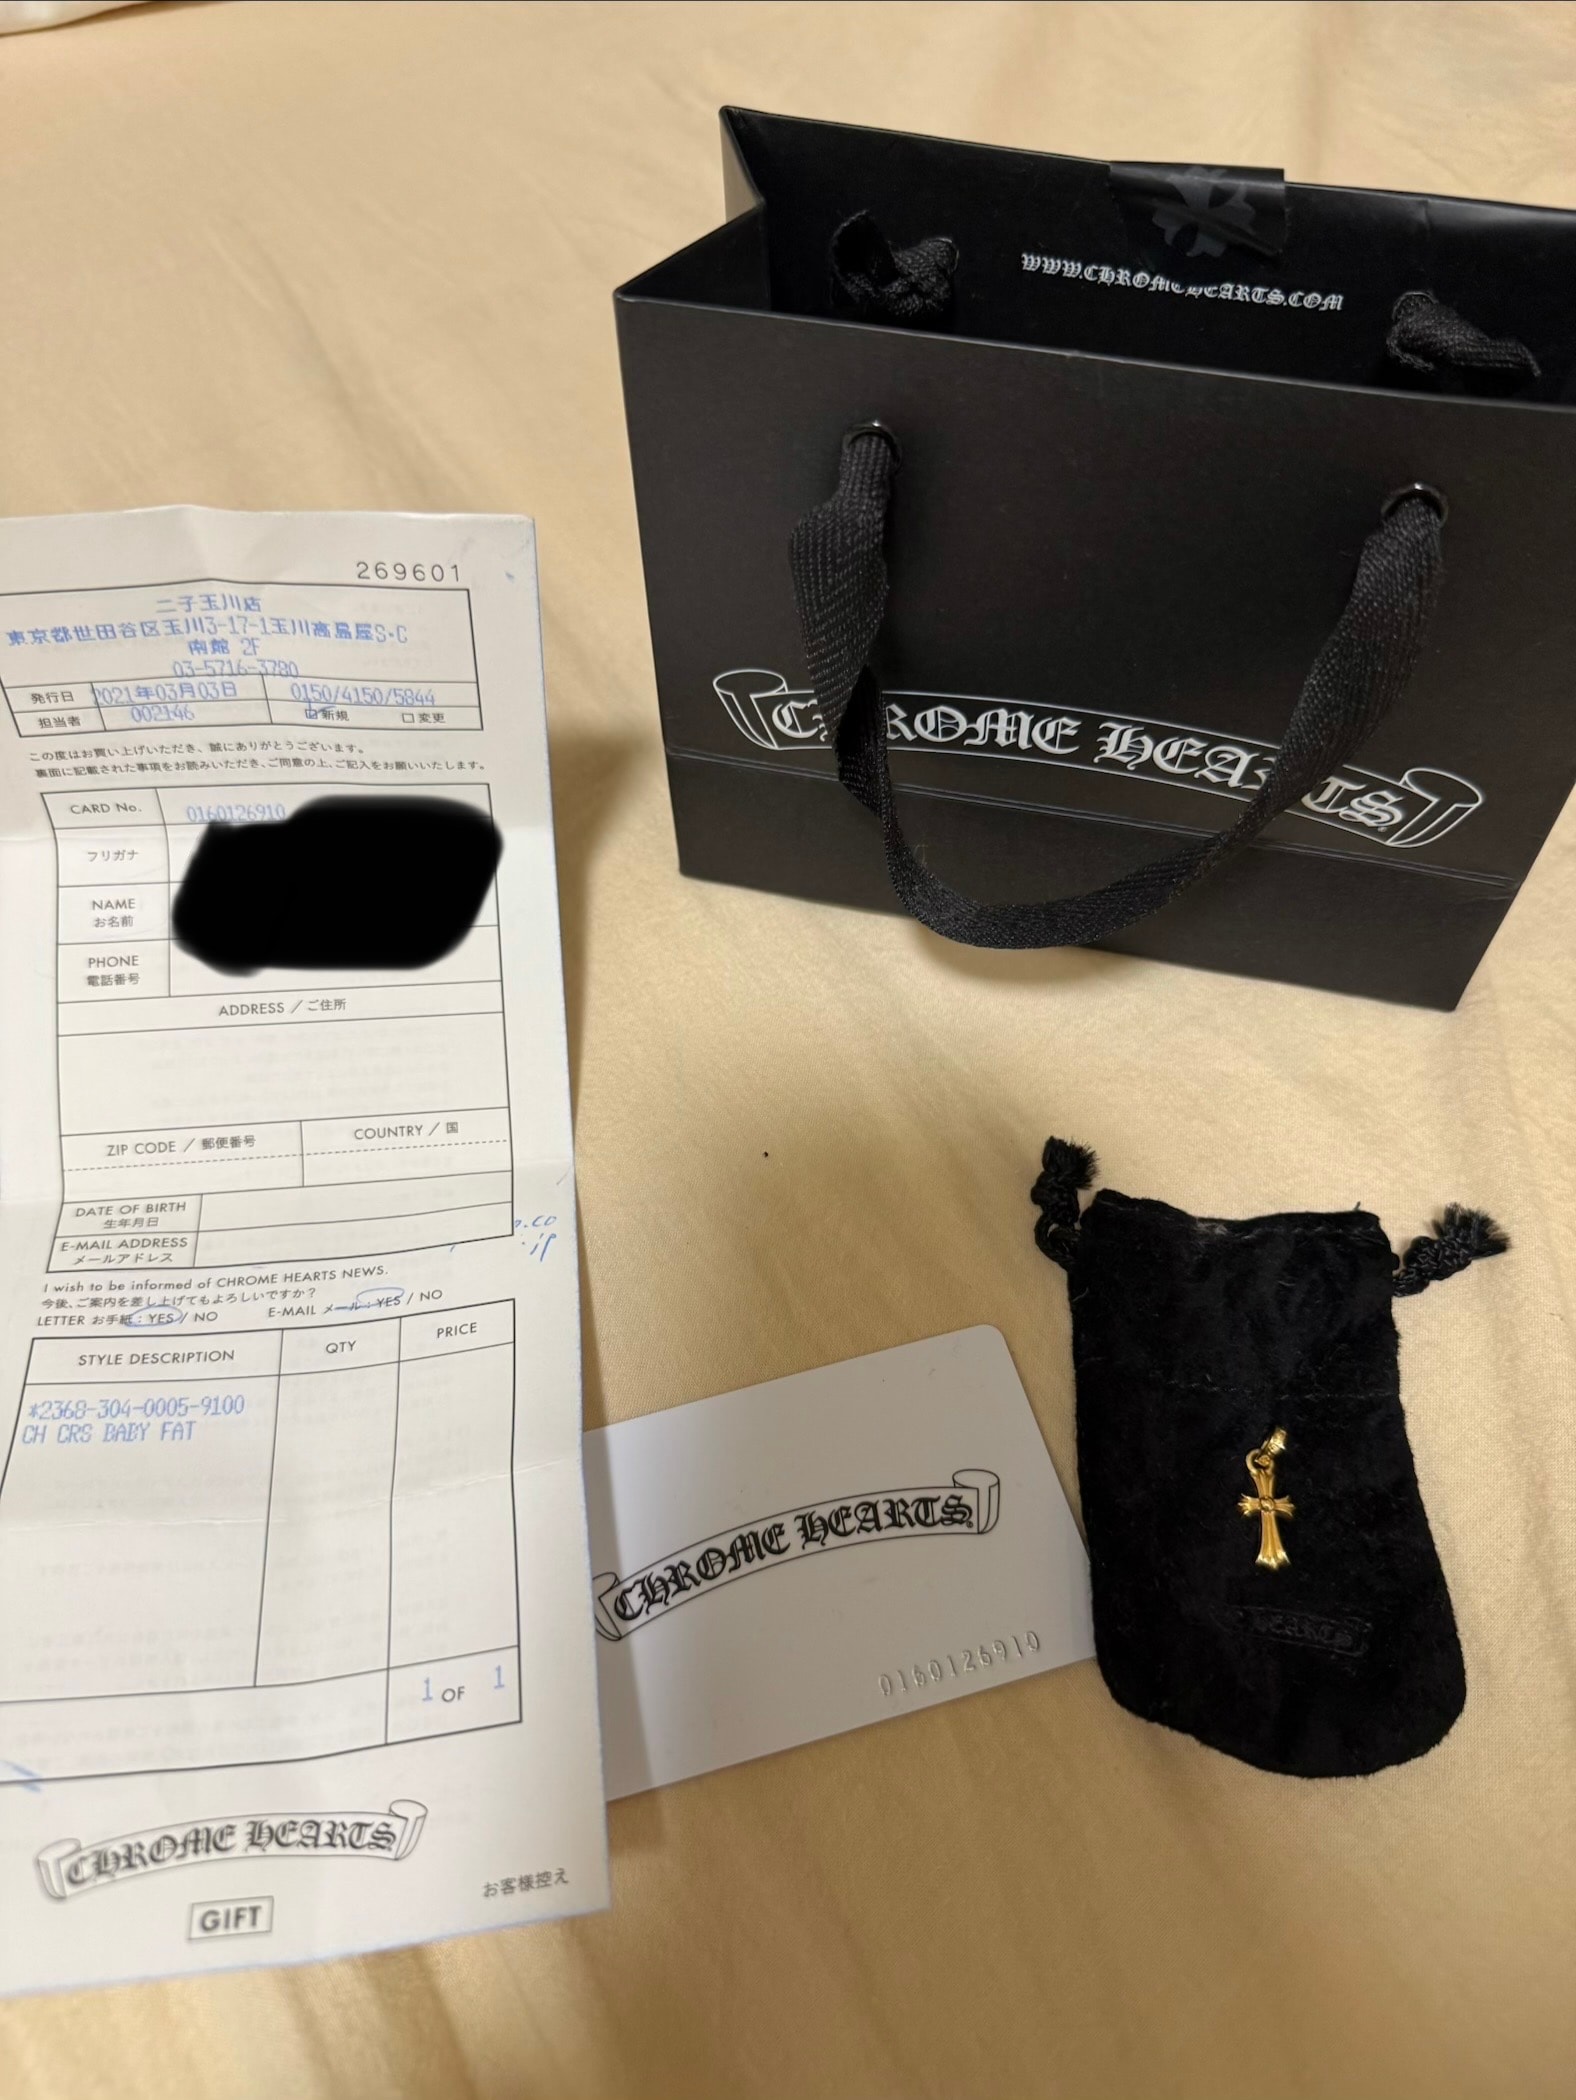 WWW.CHROMEHEARTS.COM
CHROME HEARTS
269601
二子玉川店
東京都世田谷区玉川3-17-1玉川高島屋S・C
南館 2F
03-5716-3780
発行日 2021年03月03日 0150/4150/5844
担当者 002146 ☑新規 □変更
この度はお買い上げいただき、誠にありがとうございます。
裏面に記載された事項をお読みいただき、ご同意の上、ご記入をお願いいたします。
CARD No. 0160126910
フリガナ
NAME
お名前
PHONE
電話番号
ADDRESS / ご住所
ZIP CODE / 郵便番号 COUNTRY / 国
DATE OF BIRTH
生年月日
E-MAIL ADDRESS
メールアドレス
.co
.jp
I wish to be informed of CHROME HEARTS NEWS.
今後、ご案内を差し上げてもよろしいですか？
LETTER お手紙 : YES / NO E-MAIL メール : YES / NO
STYLE DESCRIPTION QTY PRICE
*2368-304-0005-9100
CH CRS BABY FAT
1 OF 1
CHROME HEARTS
GIFT
お客様控え
CHROME HEARTS
0160126910
HEARTS